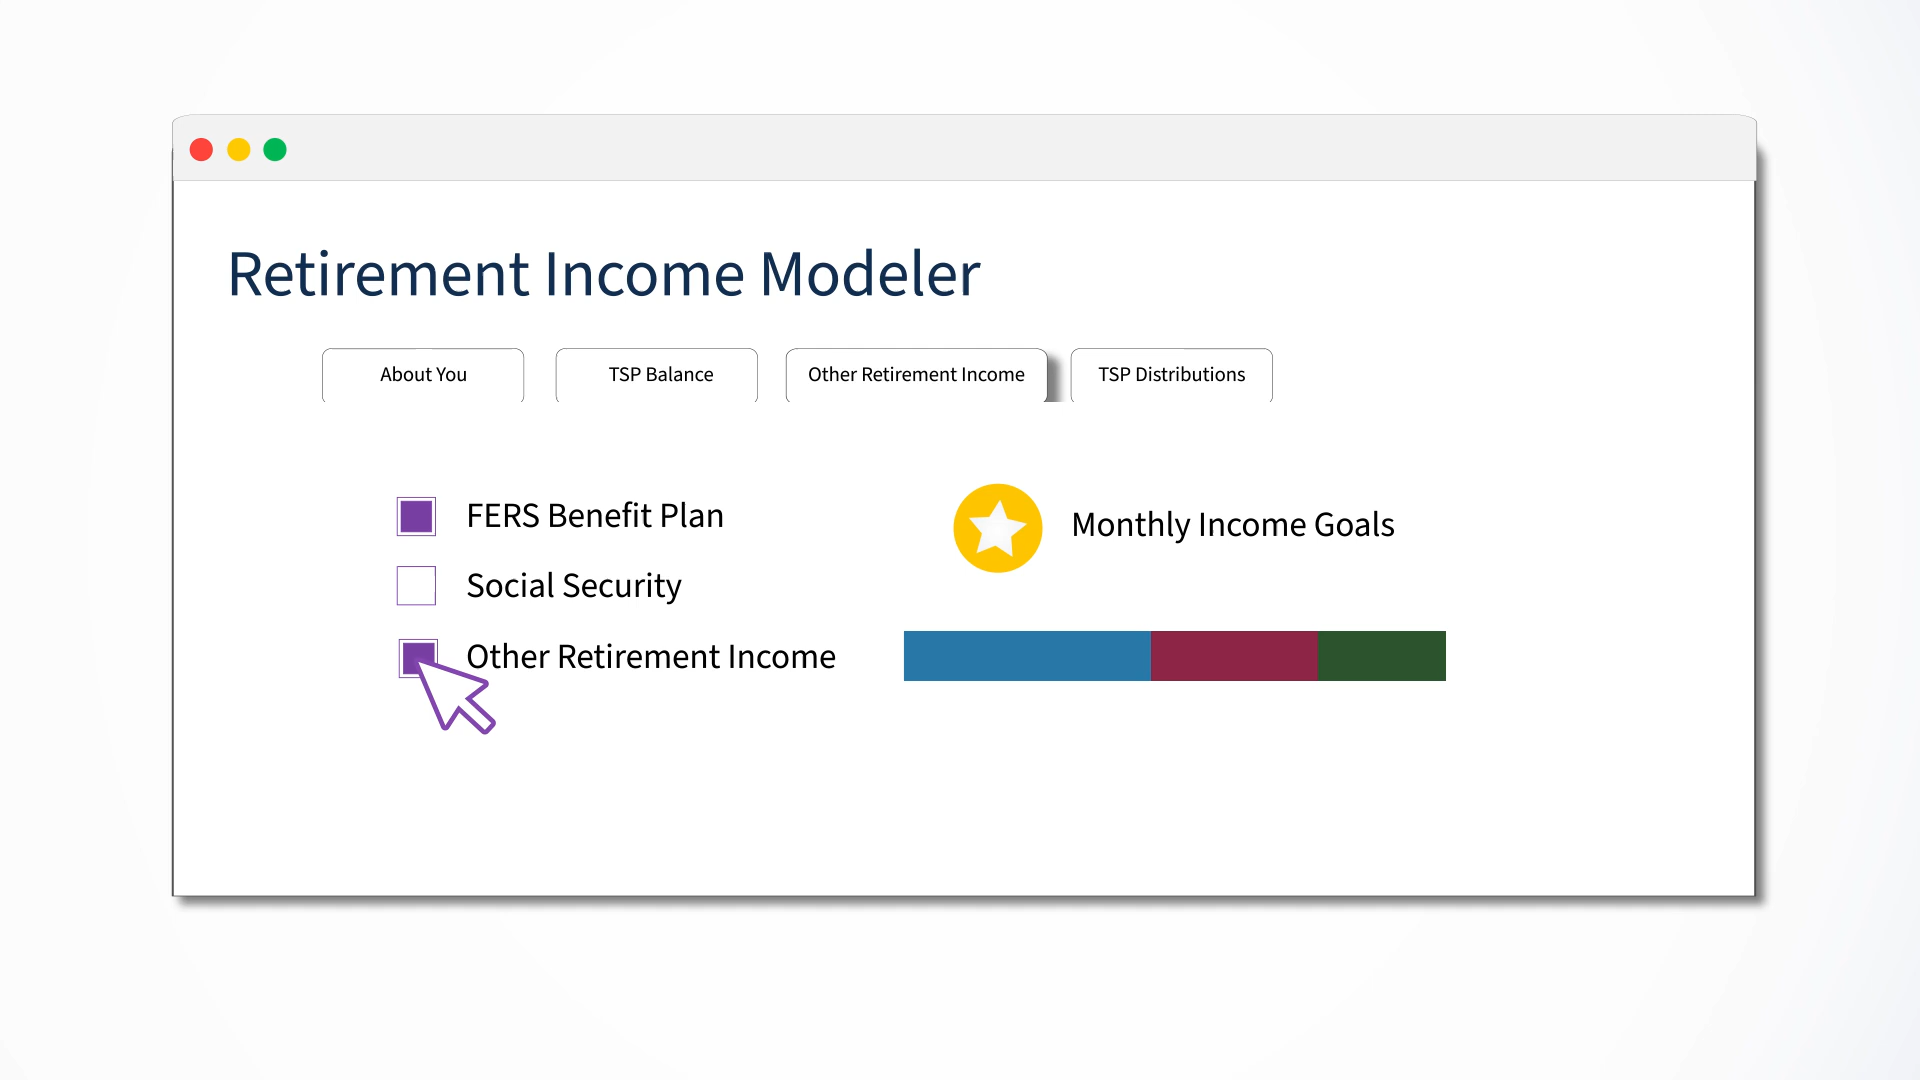 Retirement Income Modeler
About You
TSP Balance
Other Retirement Income
TSP Distributions
FERS Benefit Plan
Social Security
Other Retirement Income
Monthly Income Goals